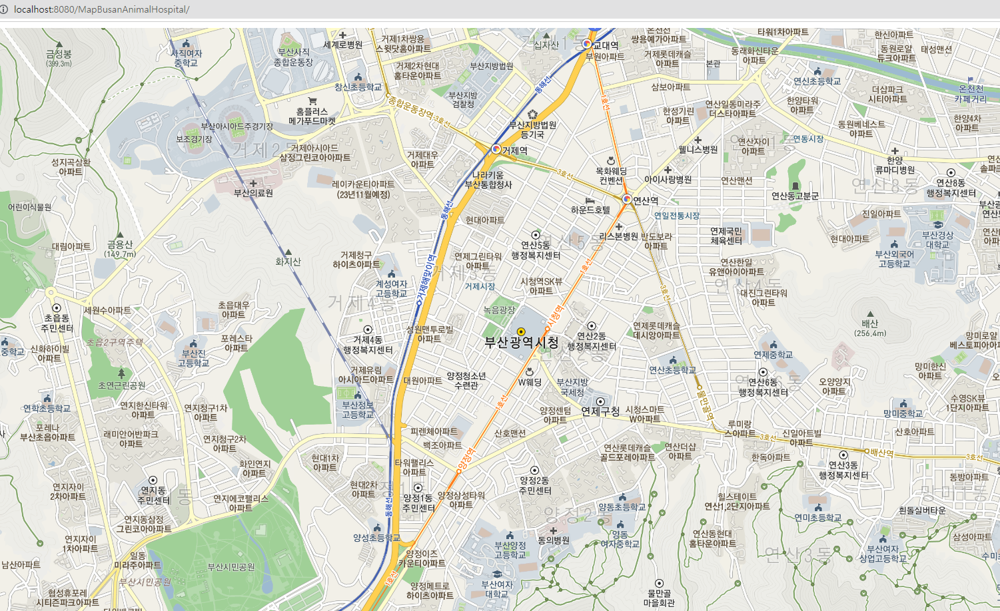 localhost:8080/MapBusanAnimalHospital/
금정봉
(399.3m)
사직여자
중학교
부산사직
종합운동장
세계로병원
거제1차쌍용
스윗닷홈아파트
십자산
교대역
부원아파트
쌍용예가아파트
거제롯데캐슬
아파트
본관
타워1차아파트
동래화신타운
아파트
한신아파트
동원로얄
듀크아파트
태성맨션
창신초등학교
거제2차현대
홈타운아파트
부산지방법원
동해선
1호선
삼보아파트
연신초등학교
더샵파크
시티아파트
온천천
카페거리
홈플러스
메가푸드마켓
종합운동장역
3호선
부산지방
검찰청
부산지방법원
등기국
한성기린
아파트
연산일동미라주
더스타아파트
한양타워
아파트
동원베네스트
아파트
한양4차
아파트
부산아시아드주경기장
보조경기장
거제2동
거제아시아드
삼정그린코아아파트
거제대우
아파트
거제역
웰니스병원
연산자이
연동시장
성지곡삼환
아파트
나라키움
부산통합청사
3호선
목화웨딩
컨벤션
아이사랑병원
연산맨션
한양
류마디병원
연산8동
연산8동
행정복지센터
부산의료원
레이카운티아파트
(23년11월예정)
하운드호텔
연산역
연산동고분군
어린이식물원
동해선
현대아파트
연일전통시장
진일아파트
대림아파트
금용산
(149.7m)
화지산
거제청구
하이츠아파트
연산5동
연산5동
행정복지센터
리스본병원
반도보라
아파트
연제국민
체육센터
현대아파트
부산경상
대학교
부산외국어
고등학교
연제그린타워
아파트
거제3동
거제시장
1호선
연산한일
유앤아이아파트
계성여자
고등학교
거제해맞이역
시청역SK뷰
아파트
3호선
연산4동
대진그린타워
아파트
거제4동
초읍동
주민센터
세원수아파트
초읍대우
아파트
녹음광장
시청역
배산
(256.4m)
거제4동
행정복지센터
성원맨투로빌
아파트
부산광역시청
연산2동
행정복지센터
연산2동
연제롯데캐슬
데시앙아파트
망미로얄
베스토피아아파트
중학교
신화하이빌
아파트
초읍2구역주택
포레스타
아파트
부산진
고등학교
연산초등학교
연제중학교
초연근린공원
거제유림
아시아드아파트
대원아파트
양정청소년
수련관
W웨딩
부산지방
국세청
연산6동
행정복지센터
오양양지
아파트
망미한신
아파트
연학초등학교
연지한신타워
아파트
연지청구1차
아파트
부산정보
고등학교
1호선
양정센텀
아파트
연제구청
시청스마트
W아파트
물만골역
망미중학교
수영SK뷰
1단지아파트
포레나
부산초읍아파트
래미안어반파크
아파트
연지청구2차
아파트
피렌체아파트
백조아파트
산호맨션
루미랑
스아파트
3호선
신일아트빌
아파트
산호아파트
화인연지
아파트
현대1차
아파트
타워팰리스
아파트
양정역
연산롯데캐슬
골드포레아파트
연산더샵
아파트
한독아파트
배산역
3호선
연산3동
행정복지센터
동방아파트
연지자이
2차아파트
연지동
주민센터
연지에코팰리스
아파트
현대2차
아파트
동해선
양정1동
주민센터
양정삼성타워
아파트
양정2동
주민센터
양정2동
양동초등학교
힐스테이트
연산1,2단지아파트
망미1동
흰돌실버타운
연미초등학교
연지동삼정
그린코아아파트
연지자이
1차아파트
양성초등학교
양정이즈
카운티아파트
부산양정
고등학교
동의병원
양동
여자중학교
연산동현대
홈타운아파트
연산3동
부산여자
상업고등학교
삼성아파트
남산아파트
일동
미라주아파트
부산시민공원
부산시민공원
협성휴포레
시티즌파크아파트
1호선
양정메트로
하이츠아파트
부산여자
대학교
물만골
마을회관